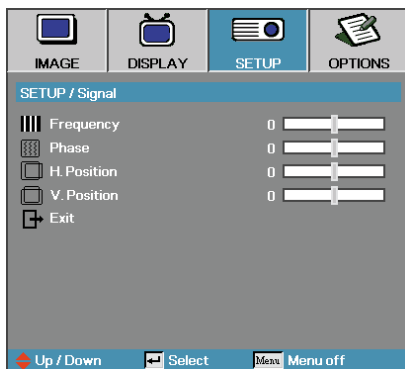 IMAGE DISPLAY SETUP OPTIONS
SETUP / Signal
Frequency 0
Phase 0
H. Position 0
V. Position 0
Exit
Up / Down Select Menu Menu off